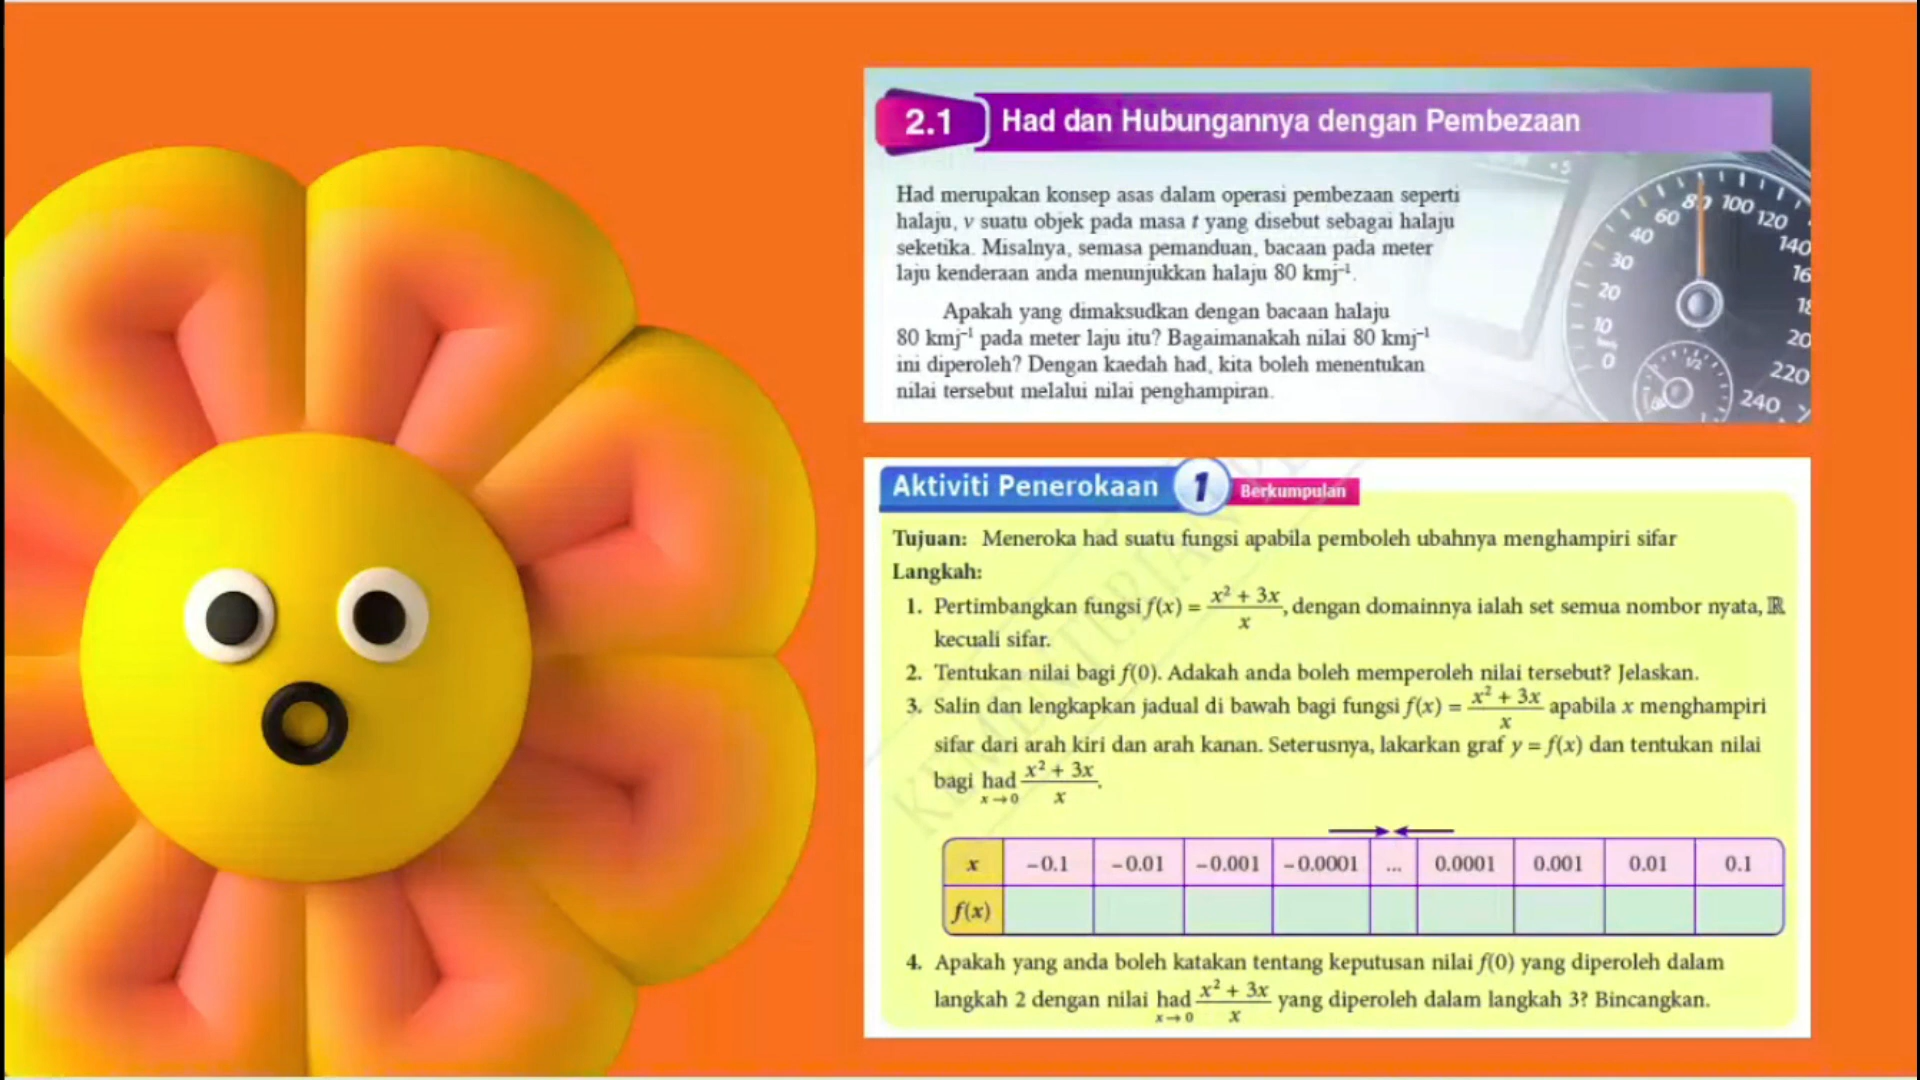 2.1 Had dan Hubungannya dengan Pembezaan
Had merupakan konsep asas dalam operasi pembezaan seperti
halaju, v suatu objek pada masa t yang disebut sebagai halaju
seketika. Misalnya, semasa pemanduan, bacaan pada meter
laju kenderaan anda menunjukkan halaju 80 kmj⁻¹.
Apakah yang dimaksudkan dengan bacaan halaju
80 kmj⁻¹ pada meter laju itu? Bagaimanakah nilai 80 kmj⁻¹
ini diperoleh? Dengan kaedah had, kita boleh menentukan
nilai tersebut melalui nilai penghampiran.
0 10 20 30 40 60 80 100 120 140
220
240
1/2
Aktiviti Penerokaan 1 Berkumpulan
Tujuan: Meneroka had suatu fungsi apabila pemboleh ubahnya menghampiri sifar
Langkah:
1. Pertimbangkan fungsi f(x) = (x² + 3x)/x, dengan domainnya ialah set semua nombor nyata, ℝ
kecuali sifar.
2. Tentukan nilai bagi f(0). Adakah anda boleh memperoleh nilai tersebut? Jelaskan.
3. Salin dan lengkapkan jadual di bawah bagi fungsi f(x) = (x² + 3x)/x apabila x menghampiri
sifar dari arah kiri dan arah kanan. Seterusnya, lakarkan graf y = f(x) dan tentukan nilai
bagi had x→0 (x² + 3x)/x.
x −0.1 −0.01 −0.001 −0.0001 ... 0.0001 0.001 0.01 0.1
f(x)
4. Apakah yang anda boleh katakan tentang keputusan nilai f(0) yang diperoleh dalam
langkah 2 dengan nilai had x→0 (x² + 3x)/x yang diperoleh dalam langkah 3? Bincangkan.